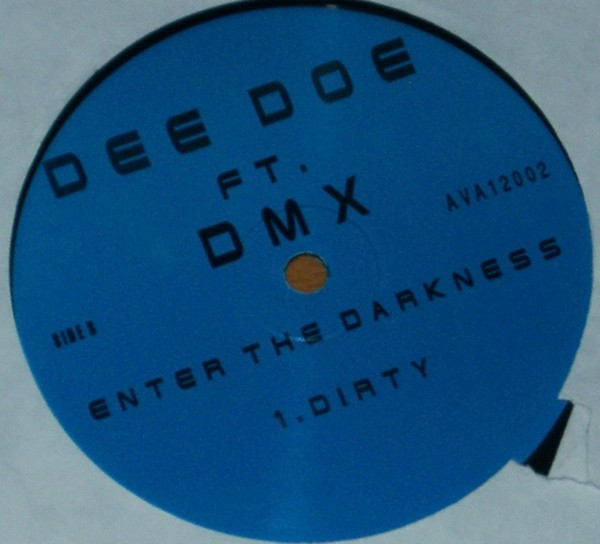 DEE DOE
FT.
DMX
AVA12002
SIDE B
ENTER THE DARKNESS
1.DIRTY